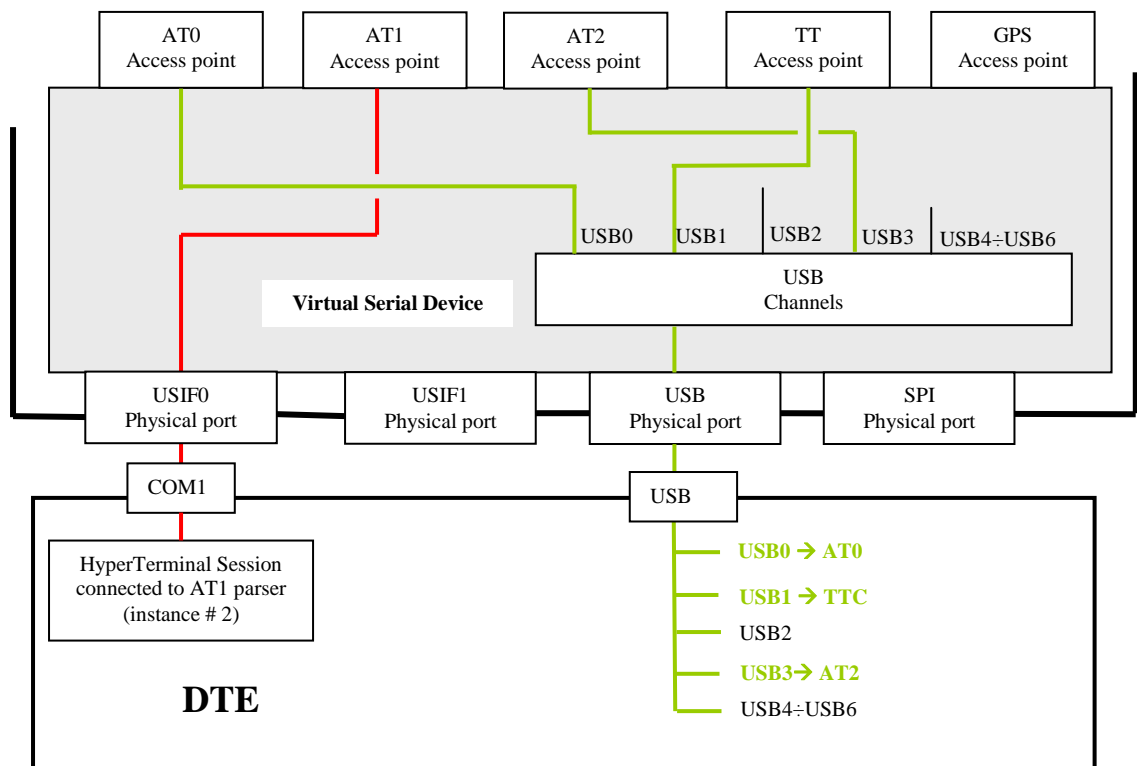 AT0
Access point
AT1
Access point
AT2
Access point
TT
Access point
GPS
Access point
USB0
USB1
USB2
USB3
USB4÷USB6
USB
Channels
Virtual Serial Device
USIF0
Physical port
USIF1
Physical port
USB
Physical port
SPI
Physical port
COM1
USB
HyperTerminal Session
connected to AT1 parser
(instance # 2)
USB0 → AT0
USB1 → TTC
USB2
USB3→ AT2
USB4÷USB6
DTE